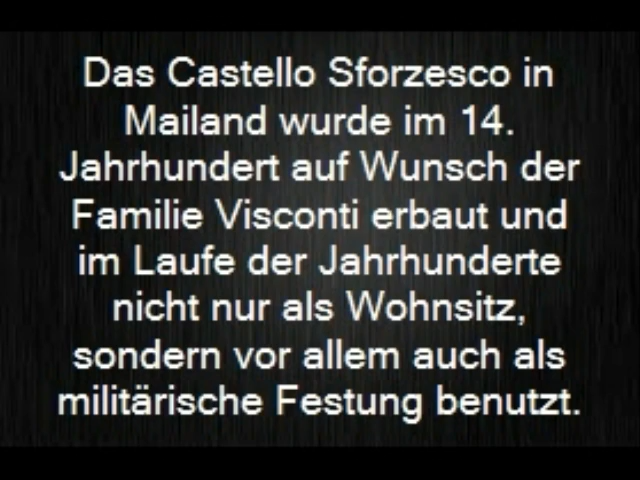 Das Castello Sforzesco in
Mailand wurde im 14.
Jahrhundert auf Wunsch der
Familie Visconti erbaut und
im Laufe der Jahrhunderte
nicht nur als Wohnsitz,
sondern vor allem auch als
militärische Festung benutzt.